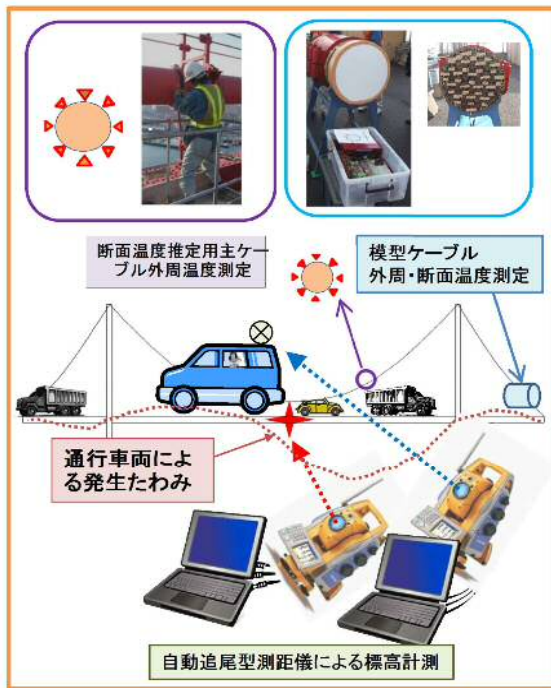 断面温度推定用主ケー
ブル外周温度測定
模型ケーブル
外周・断面温度測定
通行車両によ
る発生たわみ
自動追尾型測距儀による標高計測